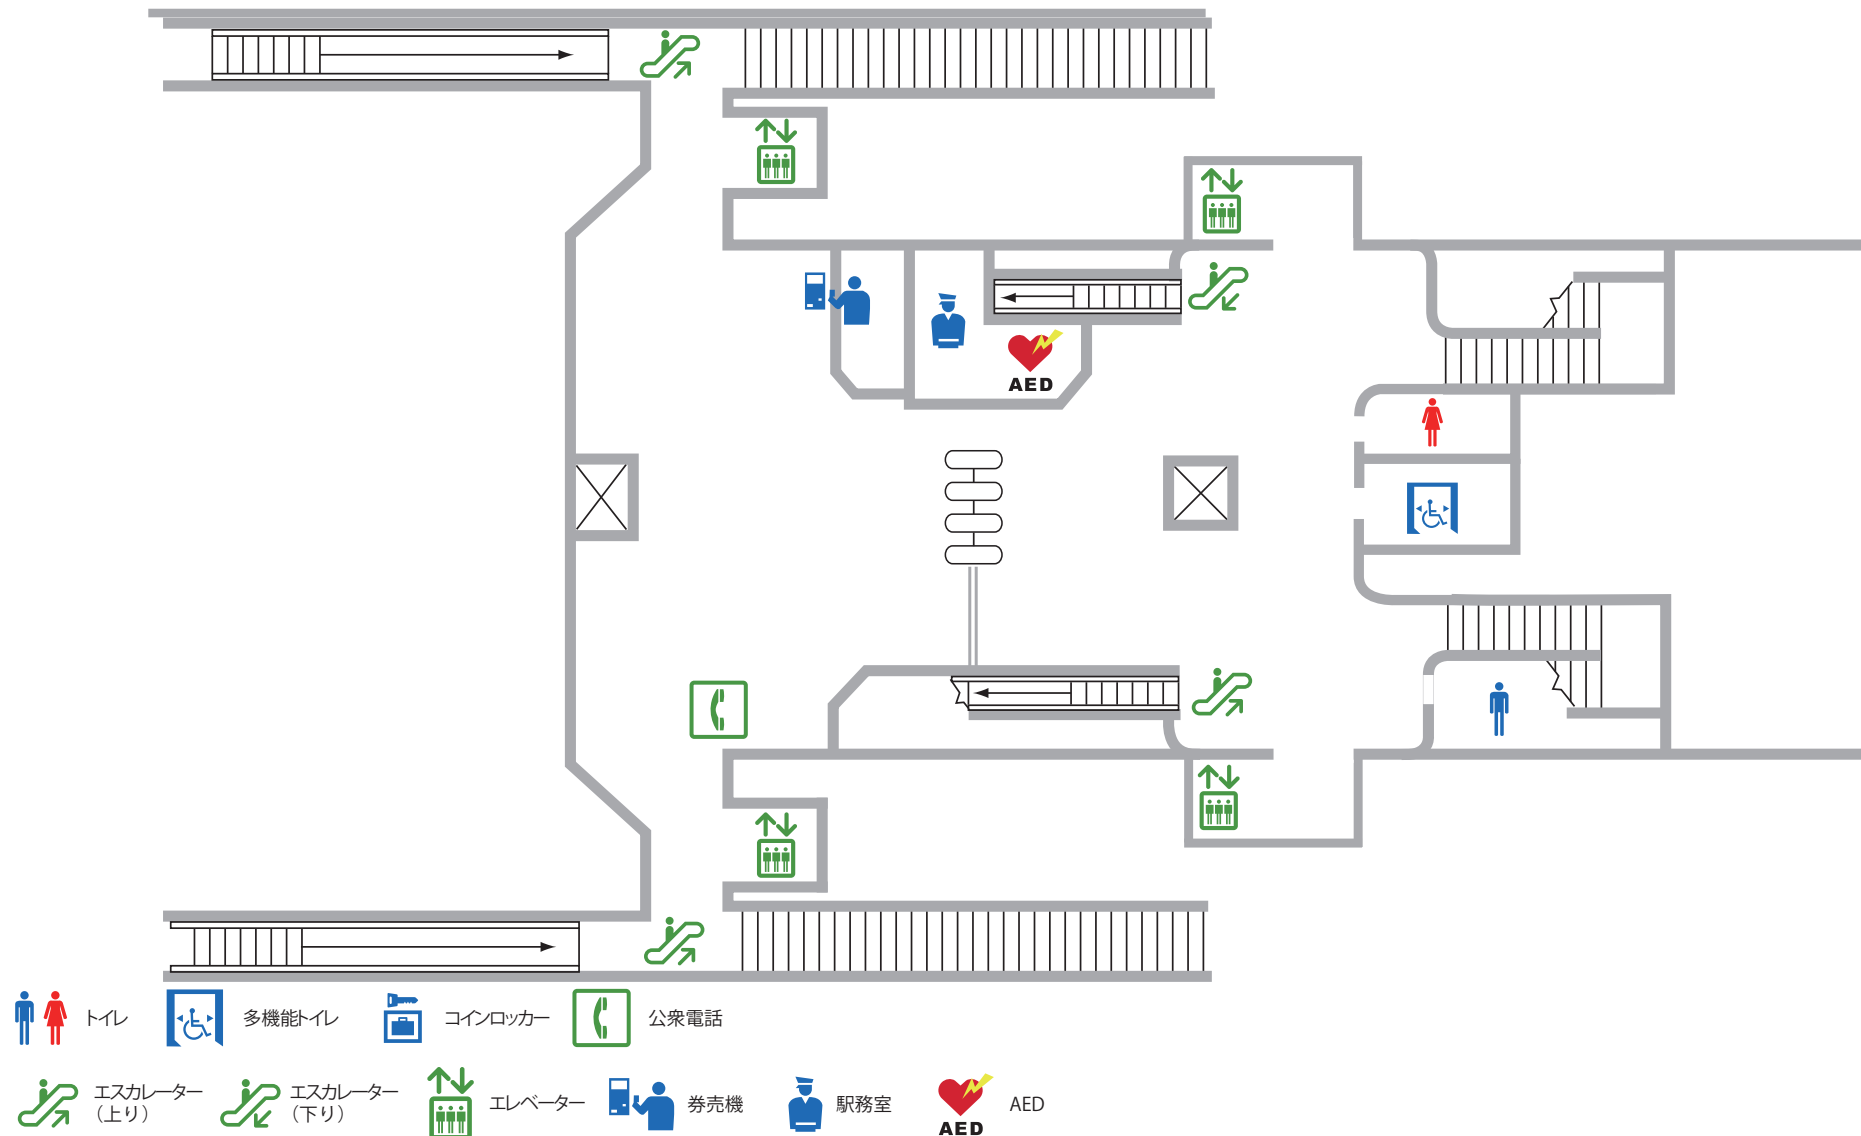 AED
トイレ
多機能トイレ
コインロッカー
公衆電話
エスカレーター
（上り）
エスカレーター
（下り）
エレベーター
券売機
駅務室
AED
AED